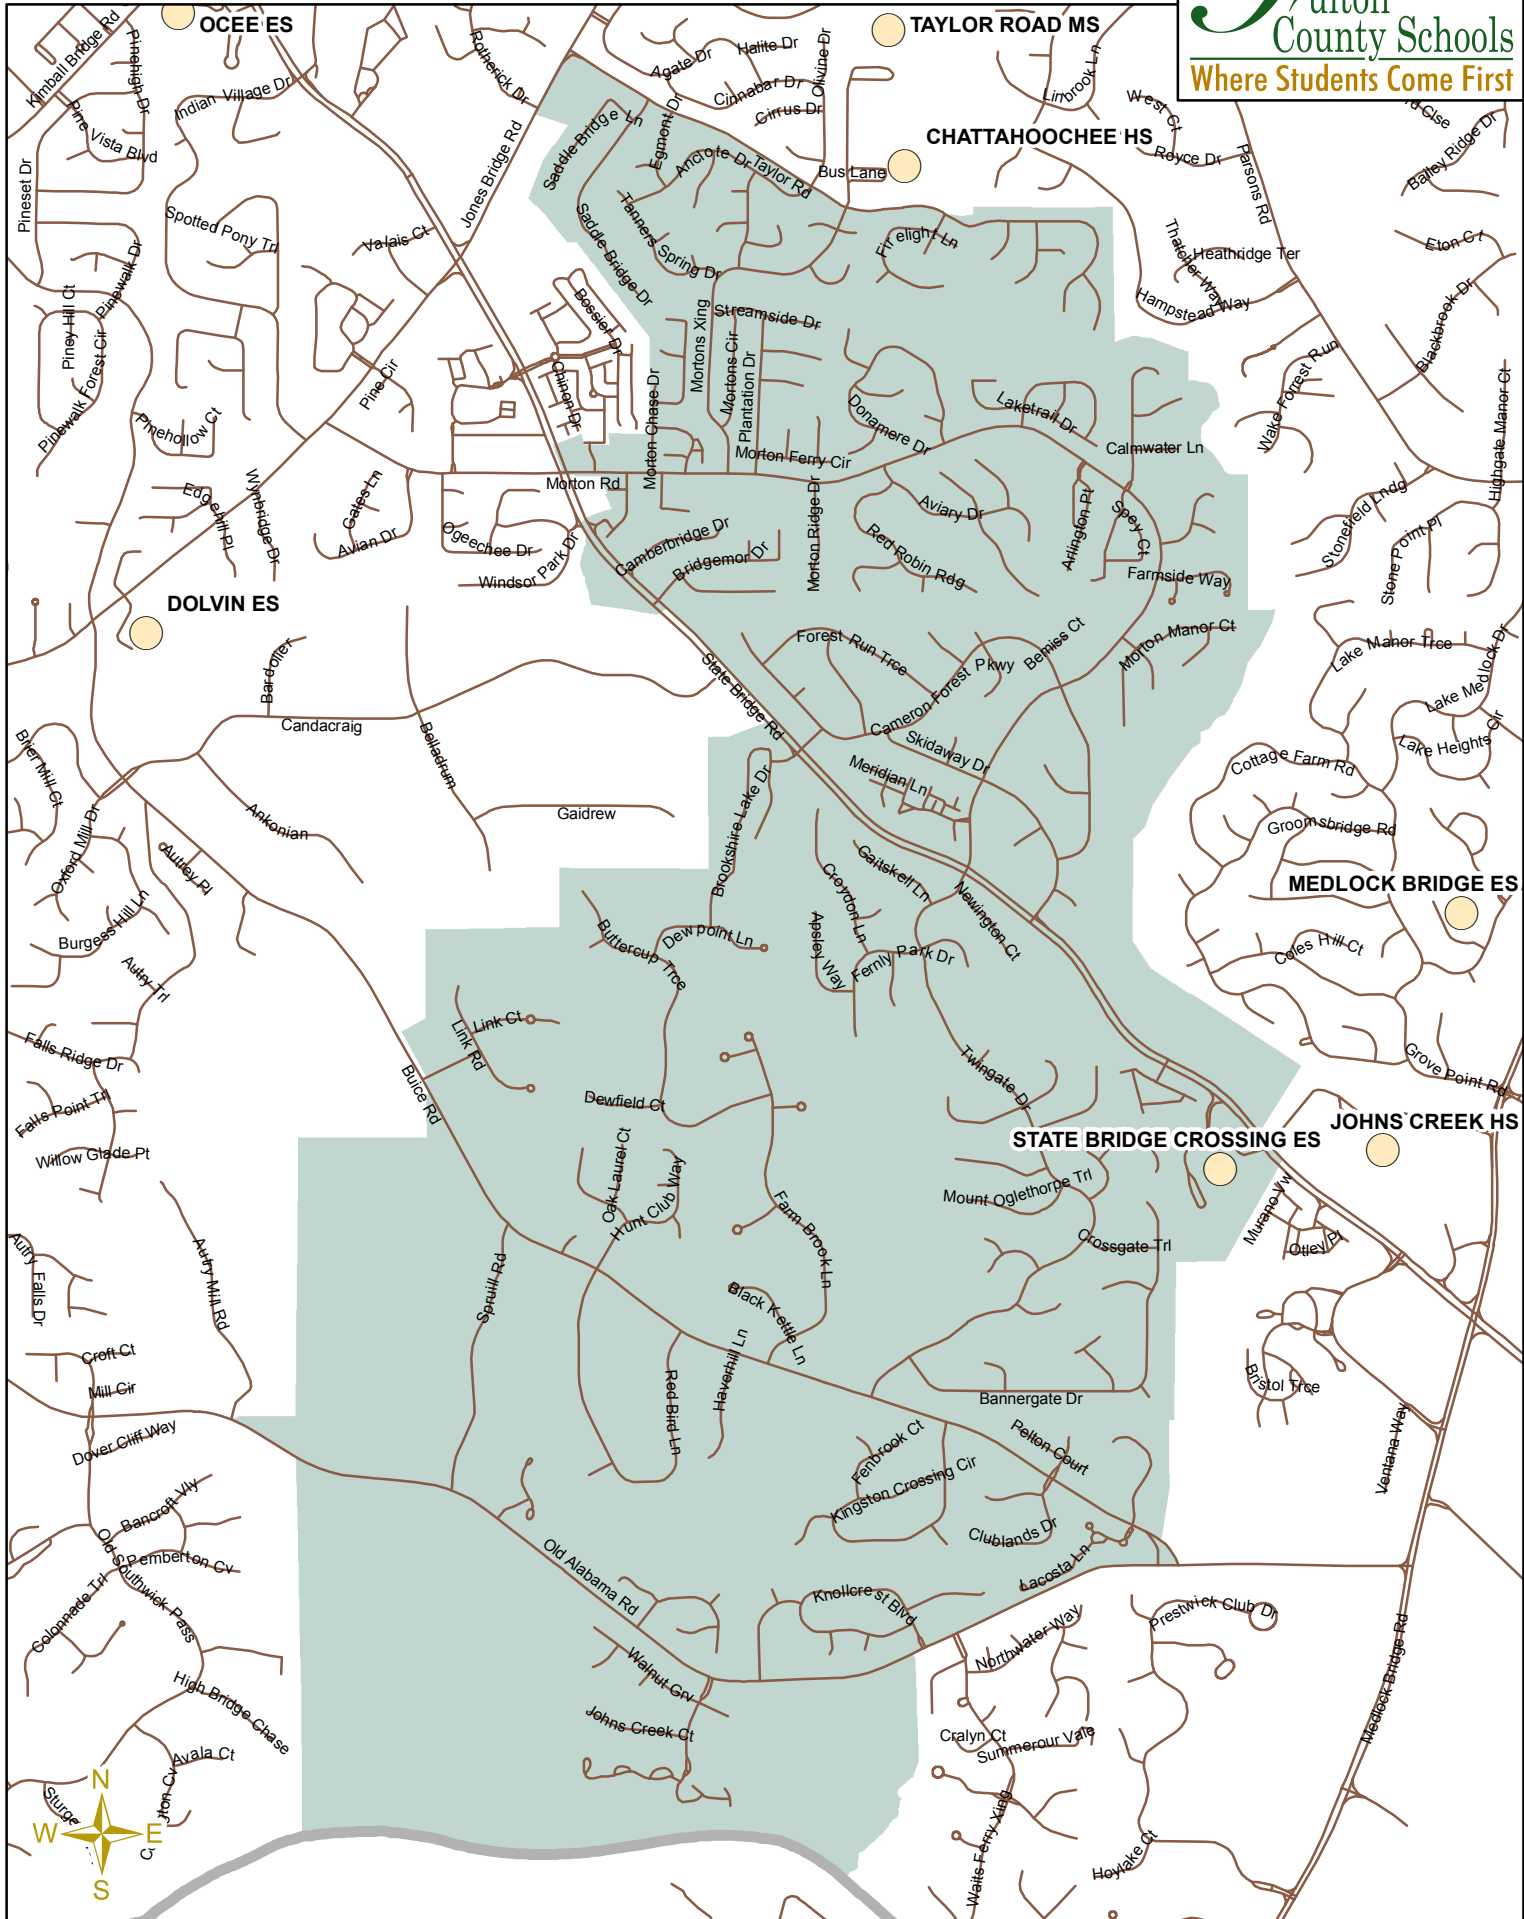 OCEE ES
TAYLOR ROAD MS
County Schools
Where Students Come First
Kimball Bridge Rd
Pinehigh Dr
Indian Village Dr
Pine Vista Blvd
Pineset Dr
Rotherick Dr
Jones Bridge Rd
Agate Dr
Halite Dr
Olivine Dr
Cinnabar Dr
Cirrus Dr
Linbrook Ln
West Ct
Royce Dr
Parsons Rd
Bailey Ridge Dr
CHATTAHOOCHEE HS
Saddle Bridge Ln
Egmont Dr
Anclote Dr
Taylor Rd
Bus Lane
Spotted Pony Trl
Valais Ct
Pinewalk Dr
Piney Hill Ct
Pinewalk Forest Cir
Pinehollow Ct
Pine Cir
Saddle Bridge Dr
Tanners Spring Dr
Firelight Ln
Thatcher Way
Heathridge Ter
Hampstead Way
Eton Ct
Blackbrook Dr
Bossier Dr
Chinon Dr
Streamside Dr
Mortons Xing
Mortons Cir
Plantation Dr
Morton Chase Dr
Morton Ferry Cir
Donamere Dr
Laketrail Dr
Calmwater Ln
Wake Forrest Run
Highgate Manor Ct
Edgehill Pl
Wynbridge Dr
Gates Ln
Avian Dr
Ogeechee Dr
Windsor Park Dr
Morton Rd
Camberbridge Dr
Bridgemor Dr
Morton Ridge Dr
Aviary Dr
Red Robin Rdg
Arlington Pt
Spey Ct
Farmside Way
Stonefield Lndg
Stone Point Pl
DOLVIN ES
Bardolier
Candacraig
Belladrum
Gaidrew
Ankonian
State Bridge Rd
Forest Run Trce
Cameron Forest Pkwy
Bemiss Ct
Morton Manor Ct
Skidaway Dr
Meridian Ln
Lake Manor Trce
Lake Medlock Dr
Lake Heights Cir
Cottage Farm Rd
Groomsbridge Rd
MEDLOCK BRIDGE ES
Coles Hill Ct
Brier Mill Ct
Oxford Mill Dr
Autrey Pl
Burgess Hill Ln
Autry Trl
Brookshire Lake Dr
Croydon Ln
Gaitskell Ln
Newington Ct
Apsley Way
Fernly Park Dr
Buttercup Trce
Dewpoint Ln
Falls Ridge Dr
Falls Point Trl
Willow Glade Pt
Buice Rd
Link Ct
Link Rd
Dewfield Ct
Twingate Dr
Grove Point Rd
JOHNS CREEK HS
STATE BRIDGE CROSSING ES
Oak Laurel Ct
Hunt Club Way
Farm Brook Ln
Mount Oglethorpe Trl
Crossgate Trl
Murano Vw
Otley Pl
Autry Falls Dr
Autry Mill Rd
Spruill Rd
Black Kettle Ln
Haverhill Ln
Red Bird Ln
Croft Ct
Mill Cir
Dover Cliff Way
Bannergate Dr
Bristol Trce
Ventana Way
Fenbrook Ct
Kingston Crossing Cir
Pelton Court
Clublands Dr
Lacosta Ln
Bancroft Vly
Pemberton Cv
Old Southwick Pass
Colonnade Trl
Old Alabama Rd
Knollcrest Blvd
Walnut Grv
Johns Creek Ct
Northwater Way
Prestwick Club Dr
Medlock Bridge Rd
High Bridge Chase
Avala Ct
Cralyn Ct
Summerour Vale
Waits Ferry Xing
Hoylake Ct
N
W
E
S